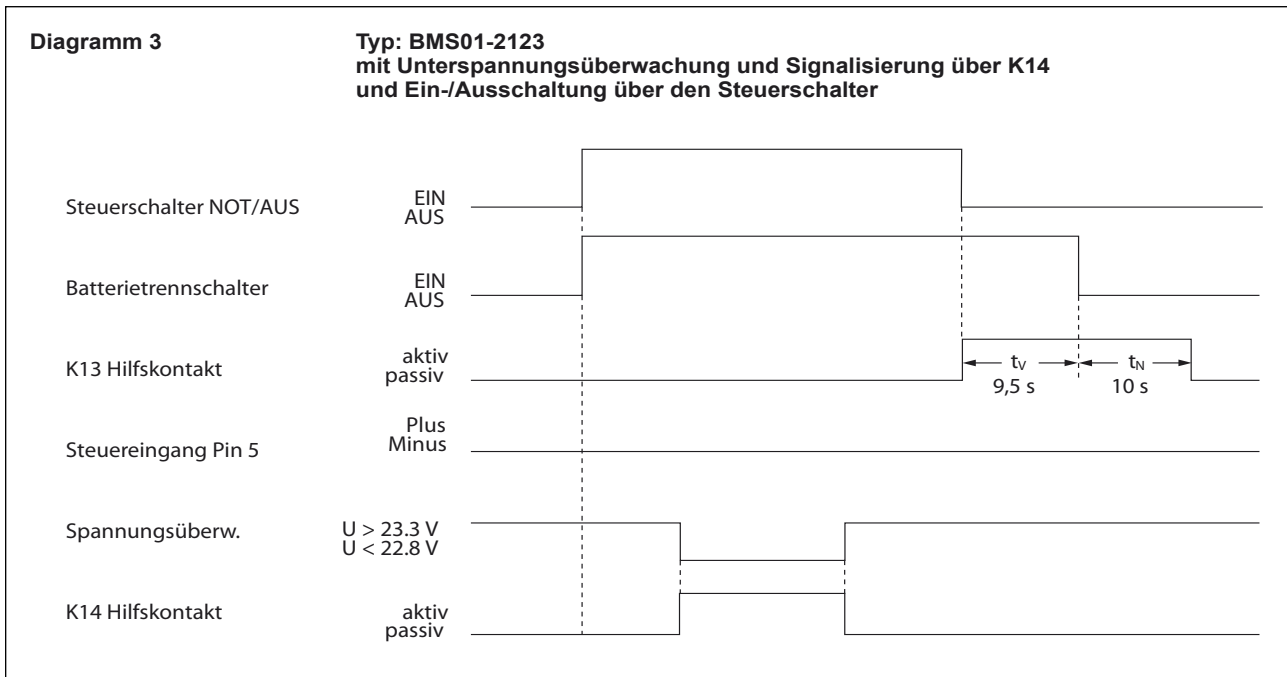 Diagramm 3
Typ: BMS01-2123
mit Unterspannungsüberwachung und Signalisierung über K14
und Ein-/Ausschaltung über den Steuerschalter
Steuerschalter NOT/AUS
EIN
AUS
Batterietrennschalter
EIN
AUS
K13 Hilfskontakt
aktiv
passiv
tV
9,5 s
tN
10 s
Steuereingang Pin 5
Plus
Minus
Spannungsüberw.
U > 23.3 V
U < 22.8 V
K14 Hilfskontakt
aktiv
passiv